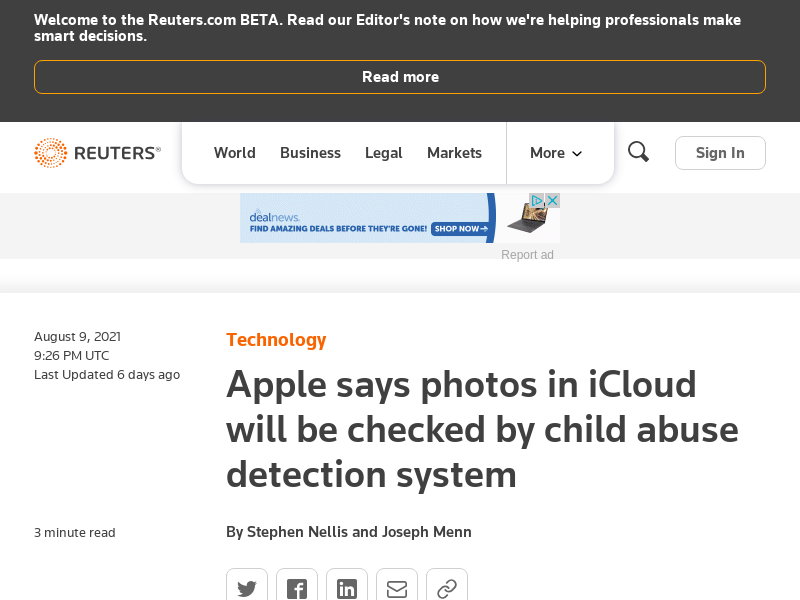 Welcome to the Reuters.com BETA. Read our Editor's note on how we're helping professionals make
smart decisions.
Read more
REUTERS®
World
Business
Legal
Markets
More
Sign In
dealnews.
FIND AMAZING DEALS BEFORE THEY'RE GONE!
SHOP NOW
Report ad
August 9, 2021
9:26 PM UTC
Last Updated 6 days ago
Technology
Apple says photos in iCloud
will be checked by child abuse
detection system
3 minute read
By Stephen Nellis and Joseph Menn